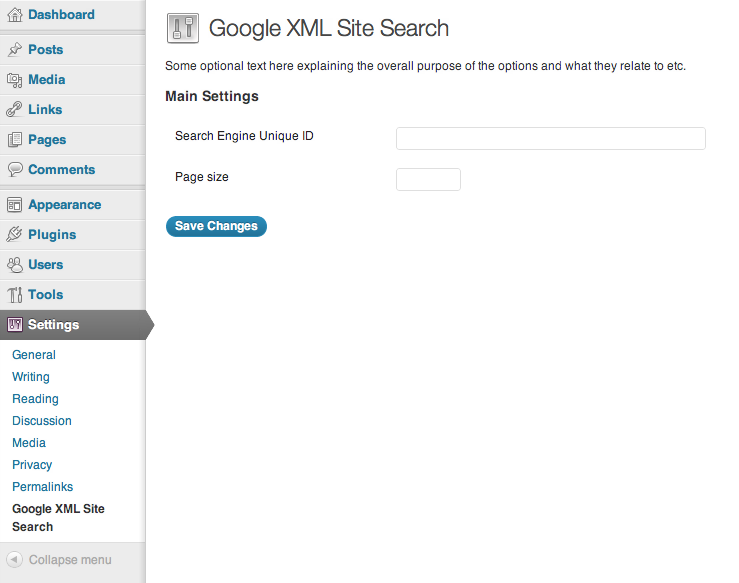 Dashboard
Posts
Media
Links
Pages
Comments
Appearance
Plugins
Users
Tools
Settings
General
Writing
Reading
Discussion
Media
Privacy
Permalinks
Google XML Site
Search
Collapse menu
Google XML Site Search
Some optional text here explaining the overall purpose of the options and what they relate to etc.
Main Settings
Search Engine Unique ID
Page size
Save Changes